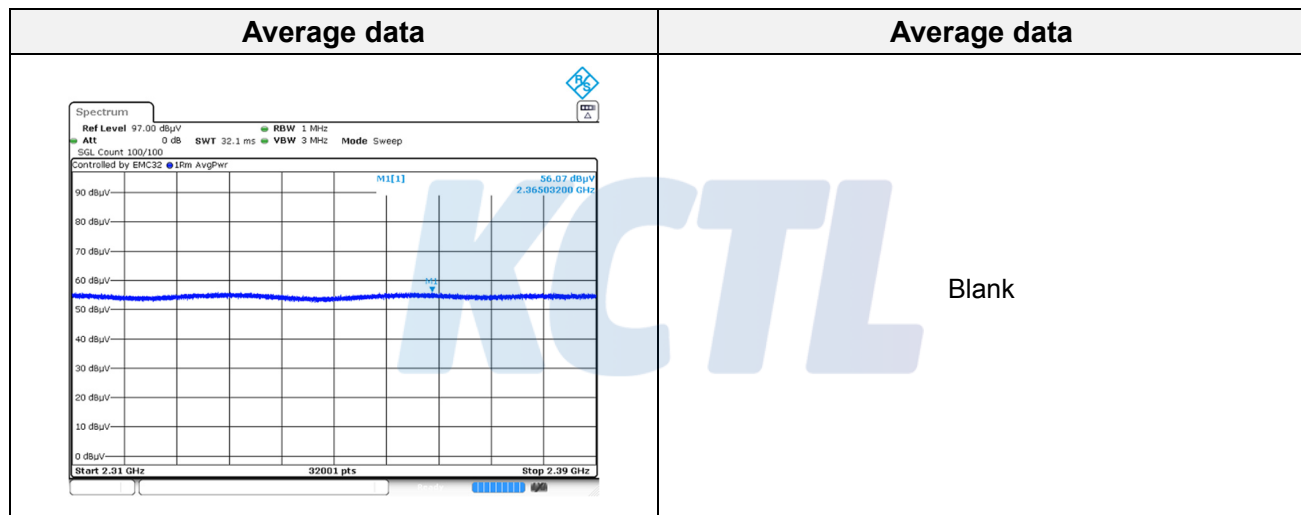 Average data
Average data
R&S
Spectrum
Ref Level 97.00 dBµV RBW 1 MHz
Att 0 dB SWT 32.1 ms VBW 3 MHz Mode Sweep
SGL Count 100/100
Controlled by EMC32 1Rm AvgPwr
M1[1] 56.07 dBµV
2.36503200 GHz
90 dBµV
80 dBµV
70 dBµV
60 dBµV
M1
50 dBµV
40 dBµV
30 dBµV
20 dBµV
10 dBµV
0 dBµV
Start 2.31 GHz 32001 pts Stop 2.39 GHz
Blank
KCTL